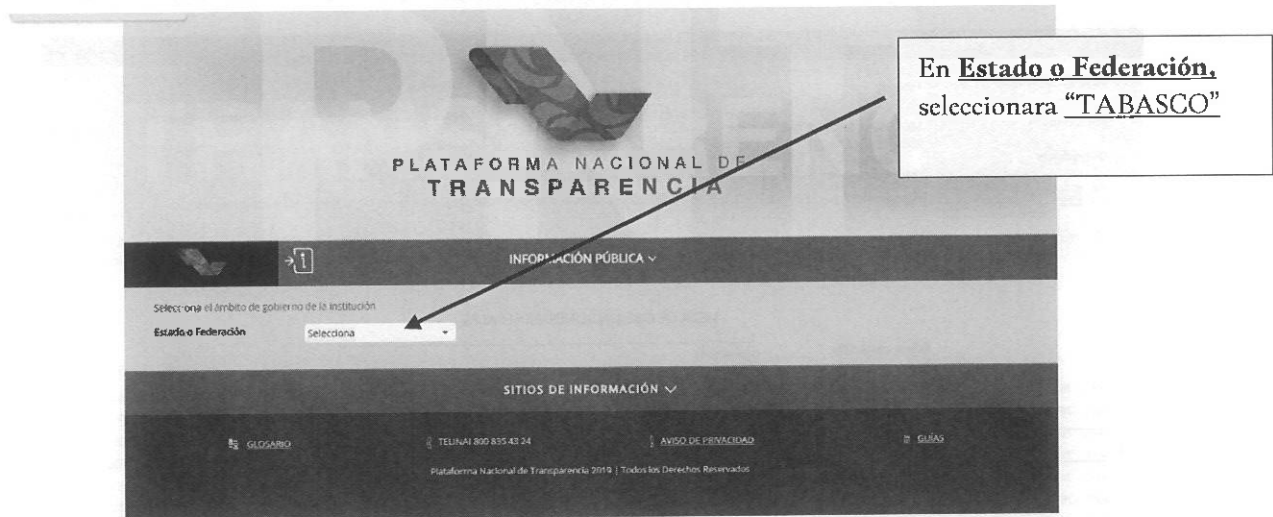 En Estado o Federación,
seleccionara "TABASCO"
PLATAFORMA NACIONAL DE
TRANSPARENCIA
INFORMACIÓN PÚBLICA
Selecciona el ámbito de gobierno de la institución
Estado o Federación Selecciona
SITIOS DE INFORMACIÓN
GLOSARIO TELINAI 800 835 43 24 AVISO DE PRIVACIDAD GUÍAS
Plataforma Nacional de Transparencia 2019 | Todos los Derechos Reservados